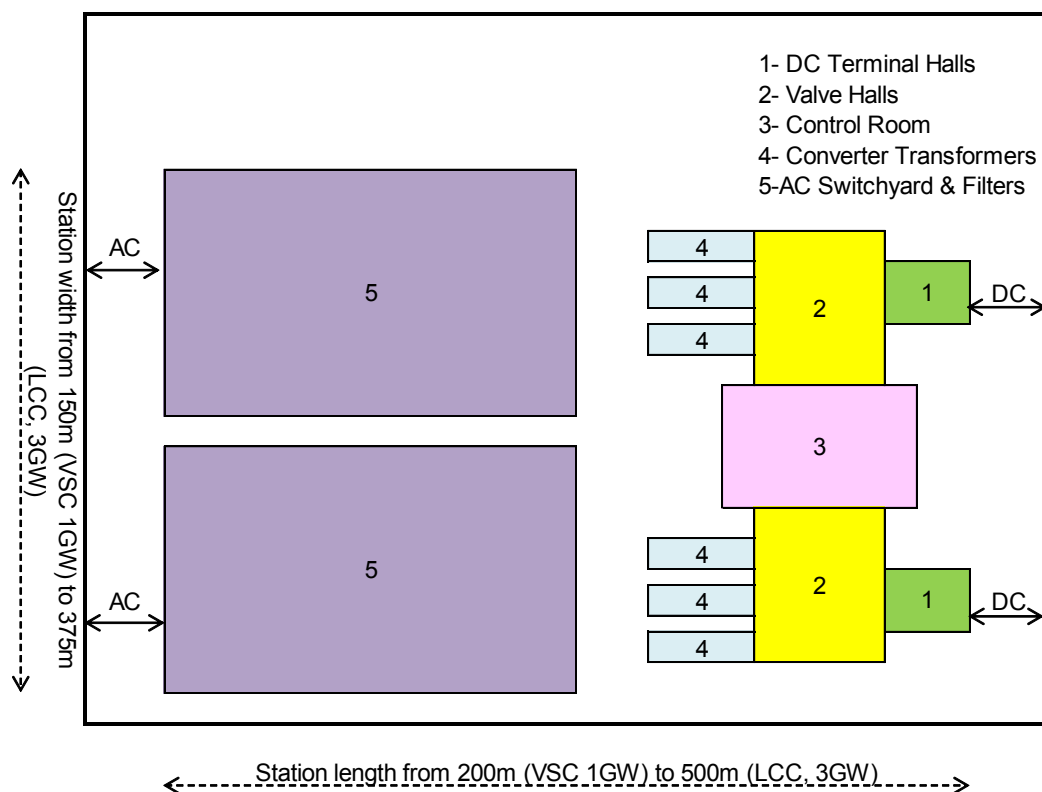 1- DC Terminal Halls
2- Valve Halls
3- Control Room
4- Converter Transformers
5-AC Switchyard & Filters
Station width from 150m (VSC 1GW) to 375m
(LCC, 3GW)
AC
5
4
4
4
2
1
DC
3
AC
5
4
4
4
2
1
DC
Station length from 200m (VSC 1GW) to 500m (LCC, 3GW)